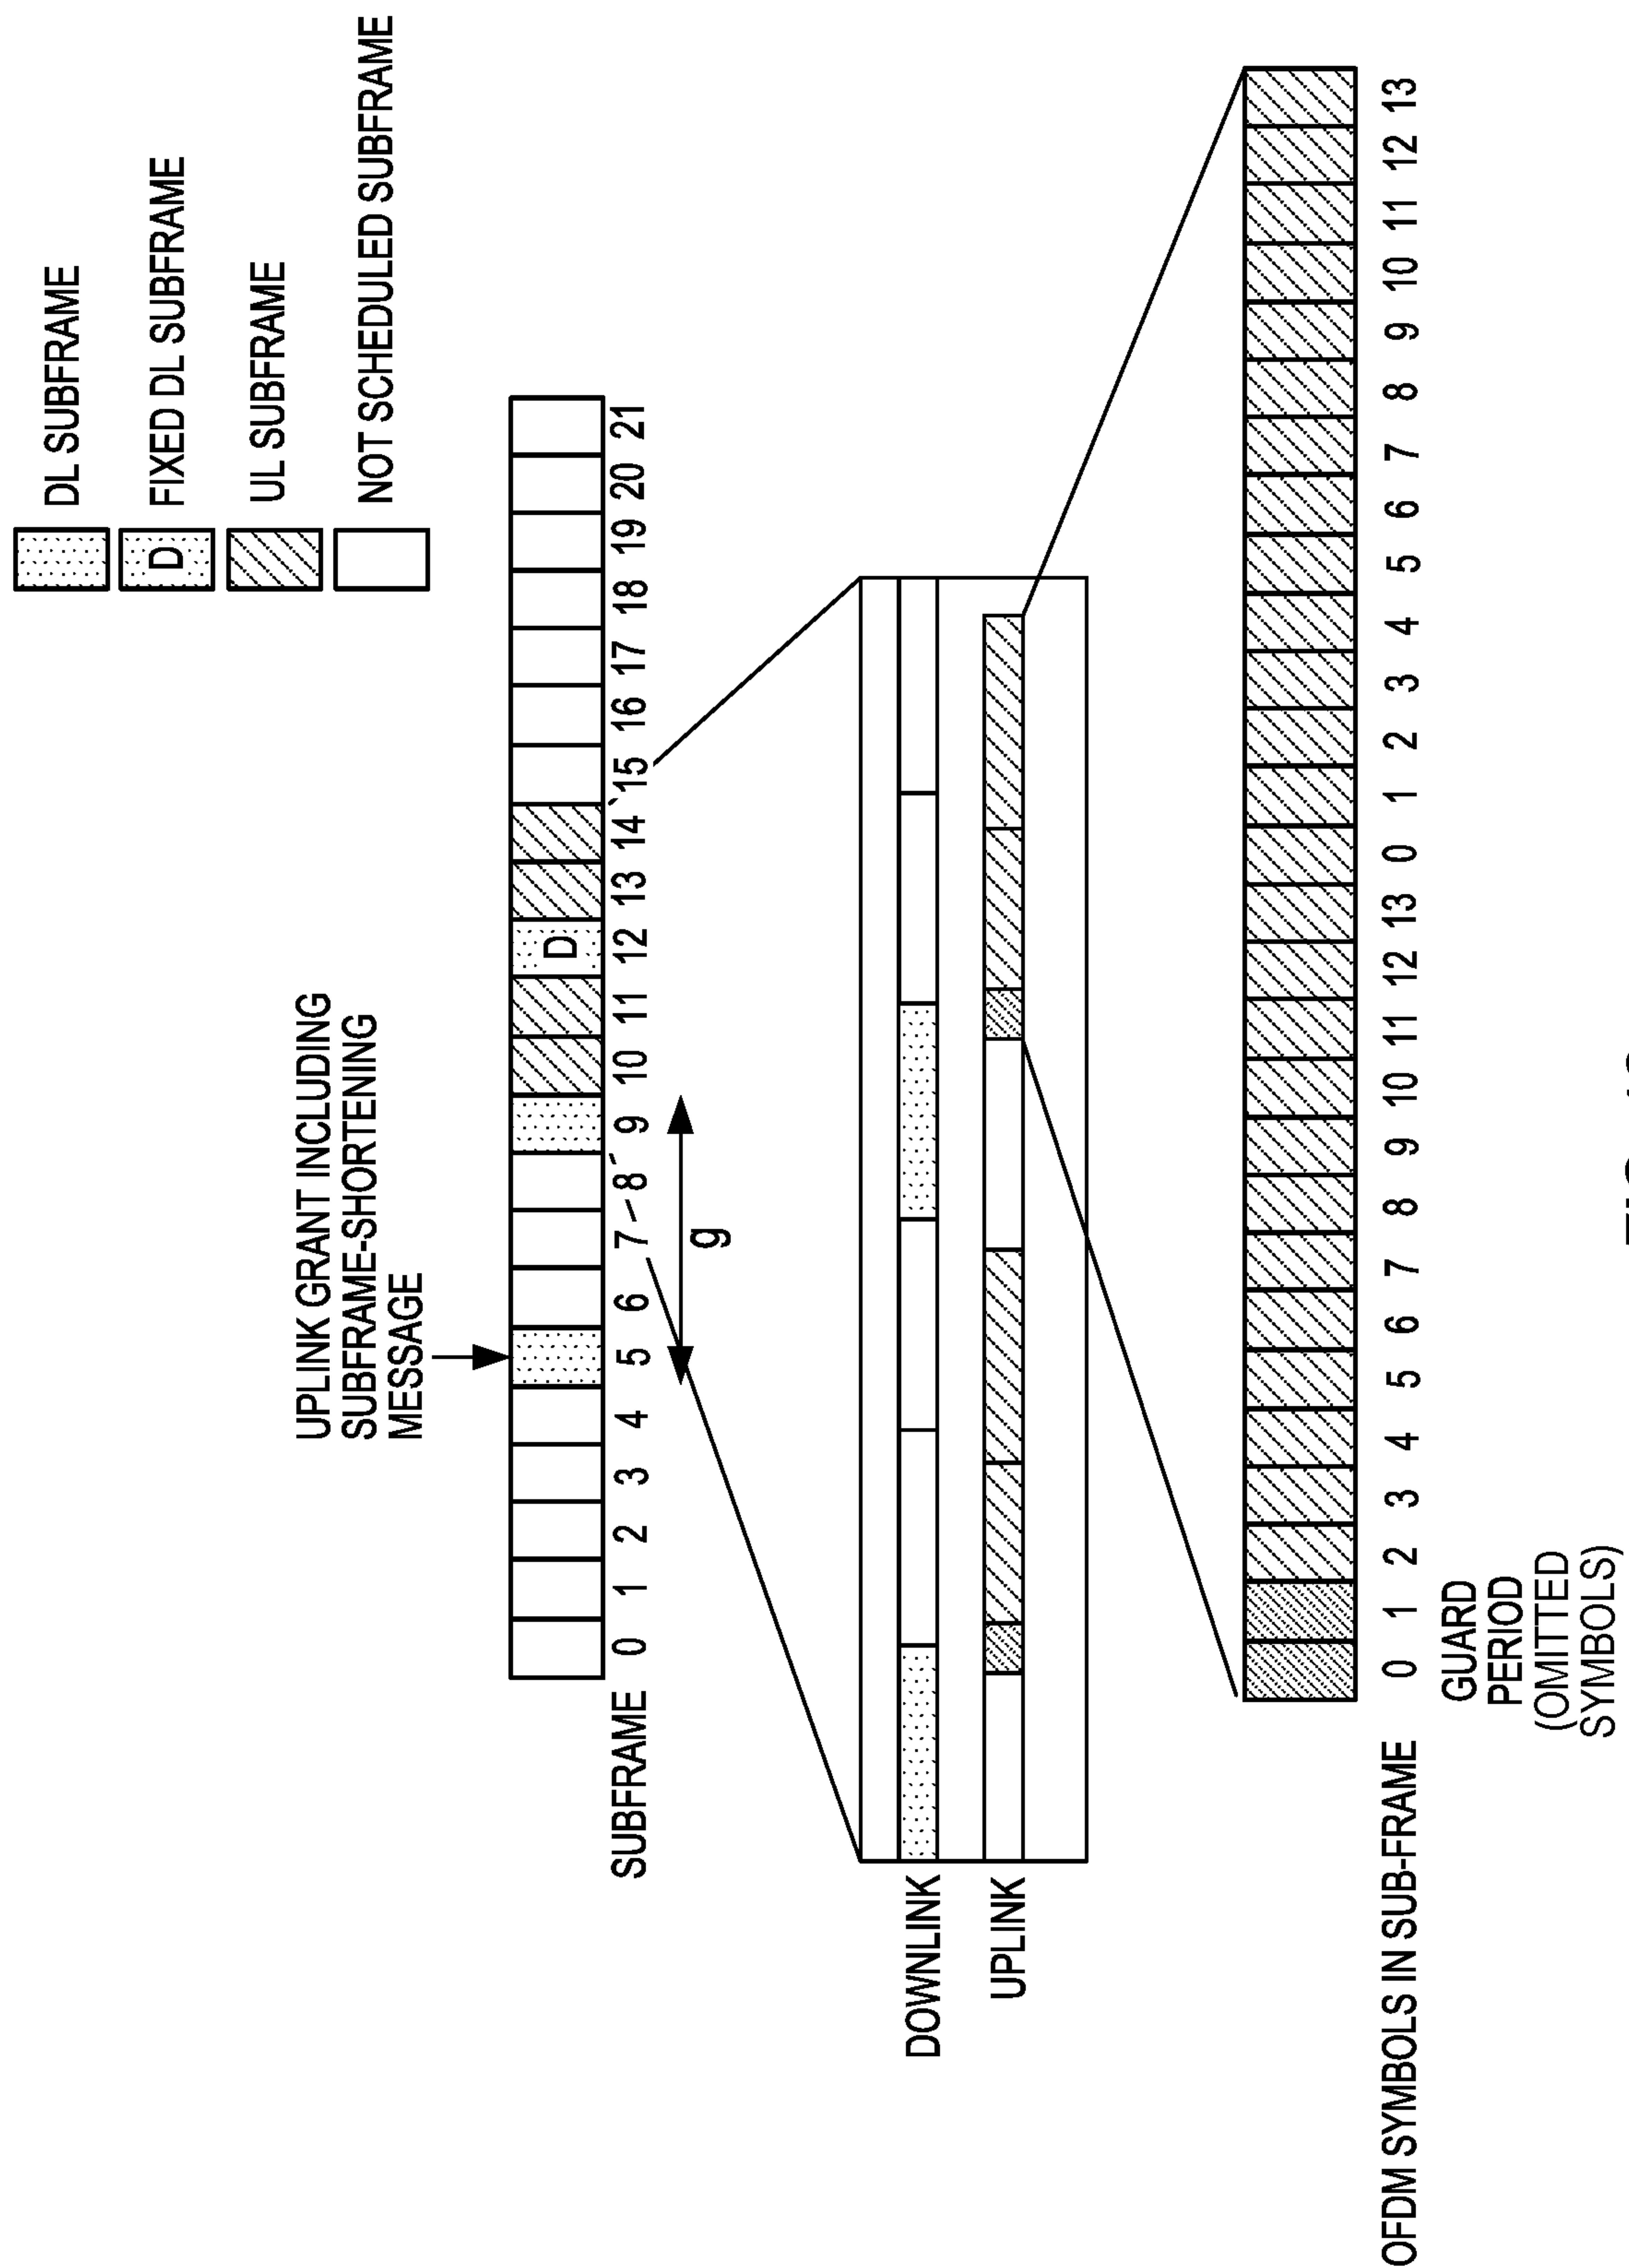 DL SUBFRAME
D FIXED DL SUBFRAME
UL SUBFRAME
NOT SCHEDULED SUBFRAME
UPLINK GRANT INCLUDING
SUBFRAME-SHORTENING
MESSAGE
D
SUBFRAME 0 1 2 3 4 5 6 7 8 9 10 11 12 13 14 15 16 17 18 19 20 21
g
DOWNLINK
UPLINK
OFDM SYMBOLS IN SUB-FRAME 0 1 2 3 4 5 6 7 8 9 10 11 12 13 0 1 2 3 4 5 6 7 8 9 10 11 12 13
GUARD
PERIOD
(OMITTED
SYMBOLS)